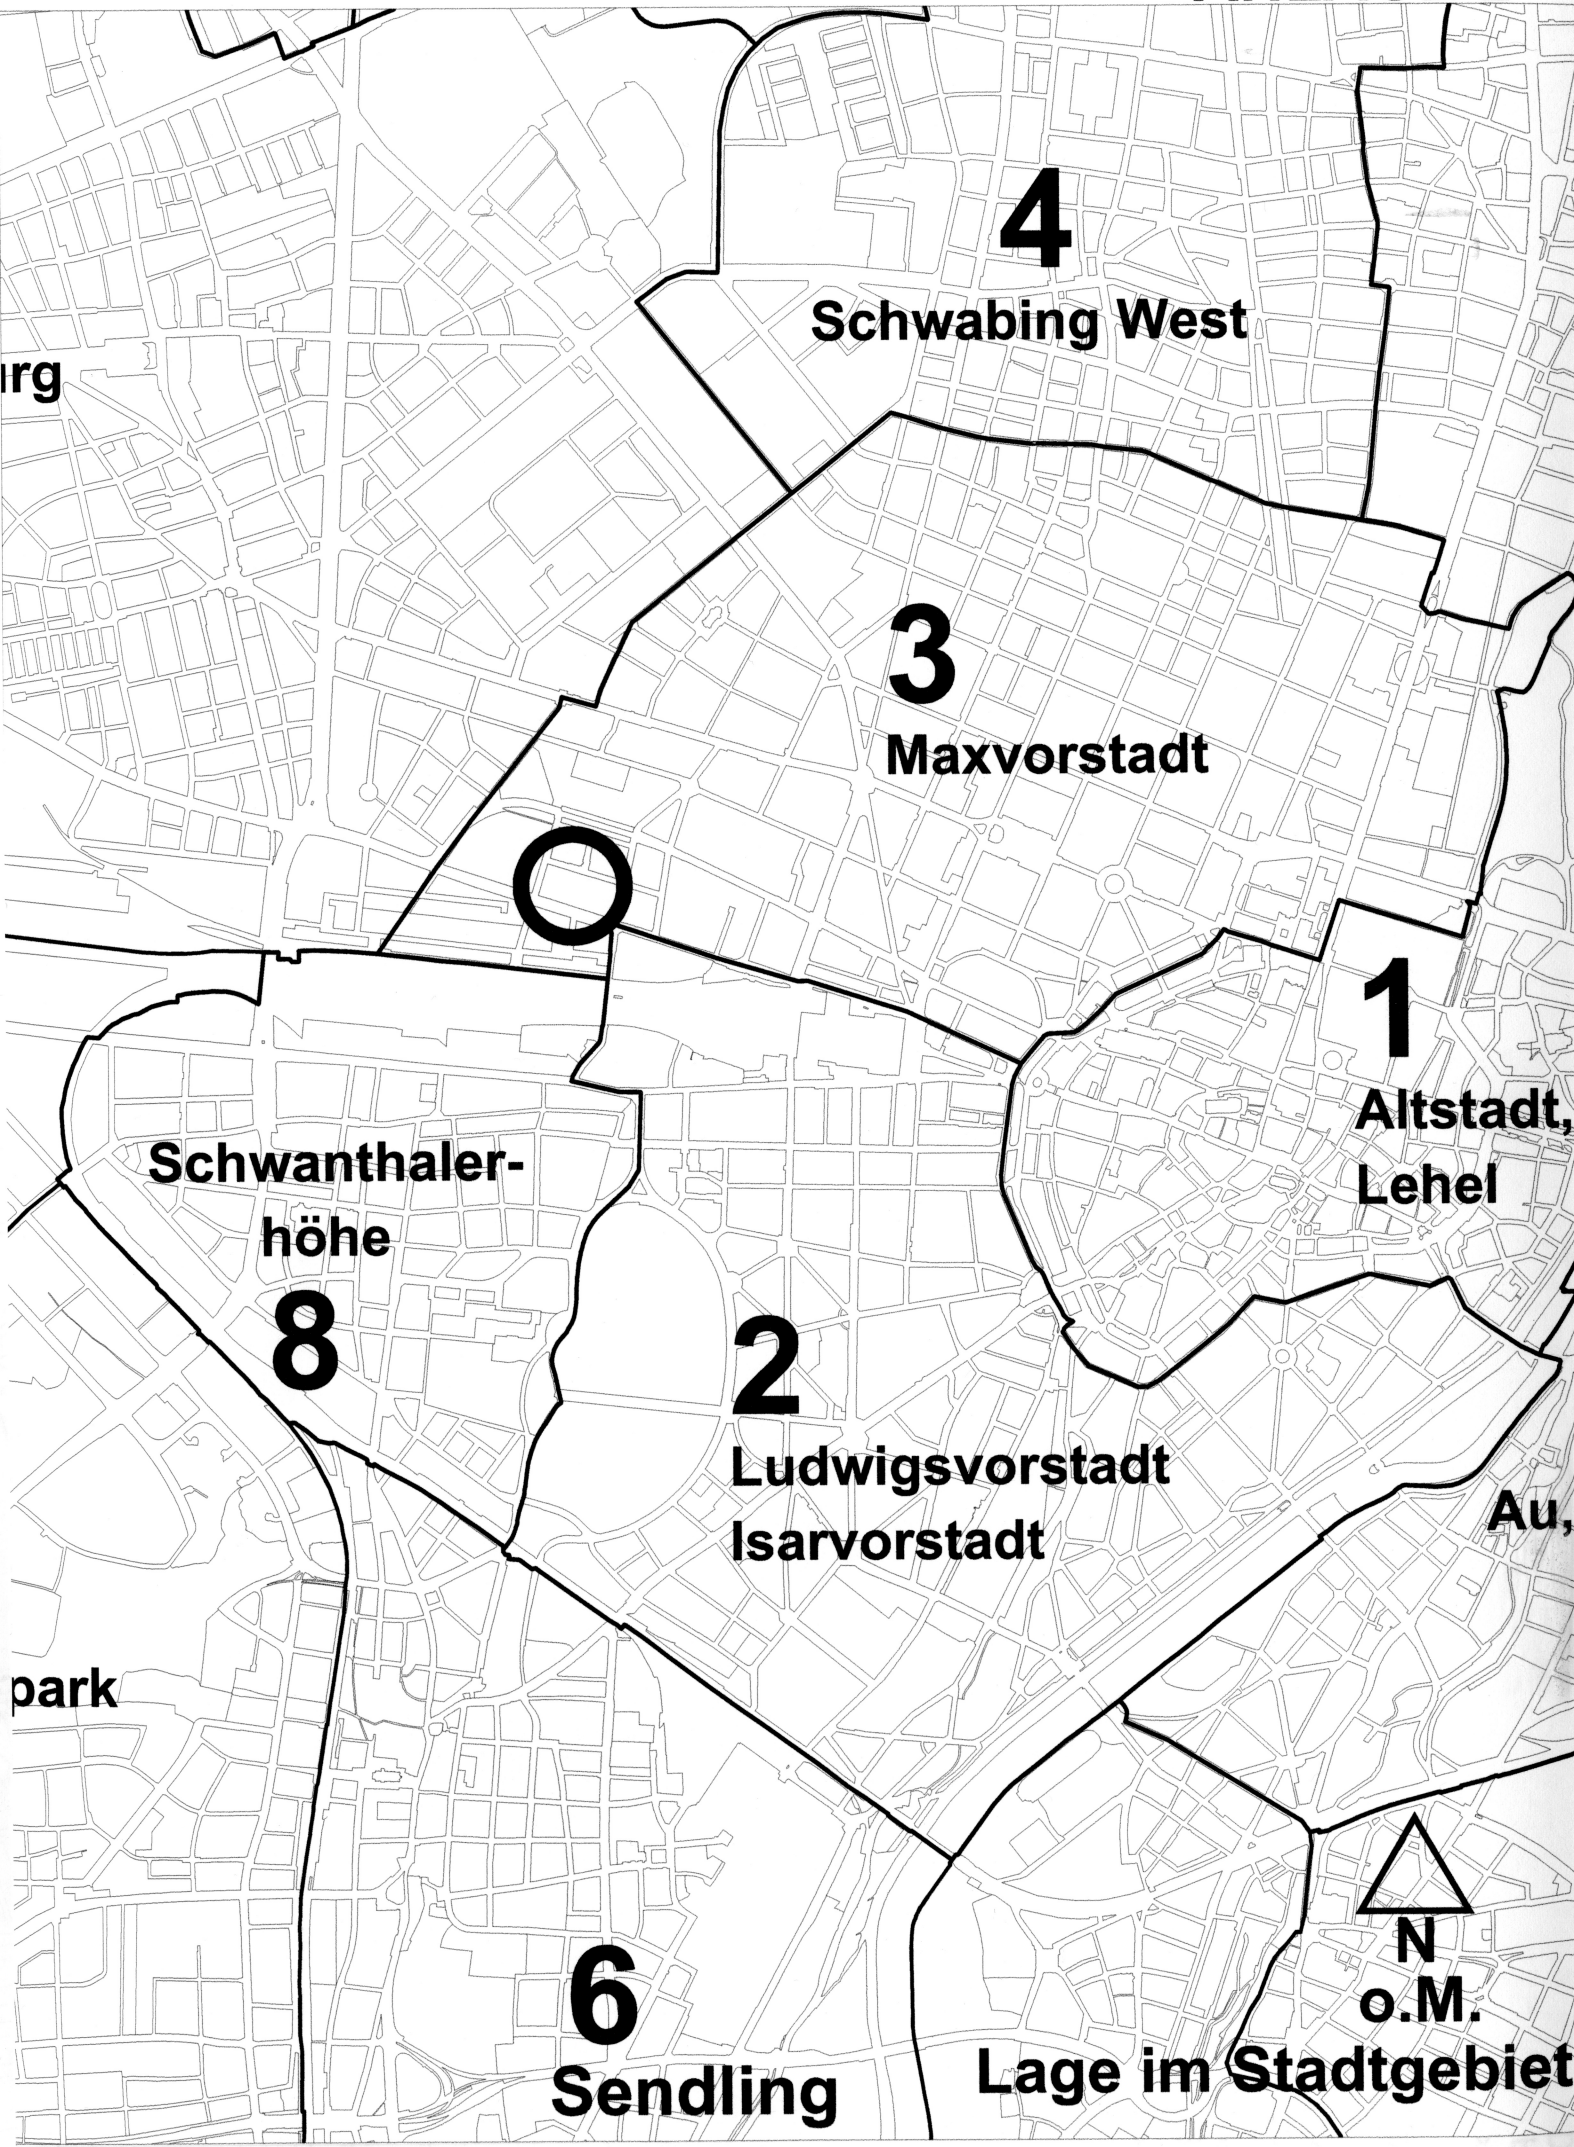 4
Schwabing West
rg
3
Maxvorstadt
1
Altstadt,
Lehel
Schwanthaler-
höhe
8
2
Ludwigsvorstadt
Isarvorstadt
Au,
park
6
Sendling
N
o.M.
Lage im Stadtgebiet